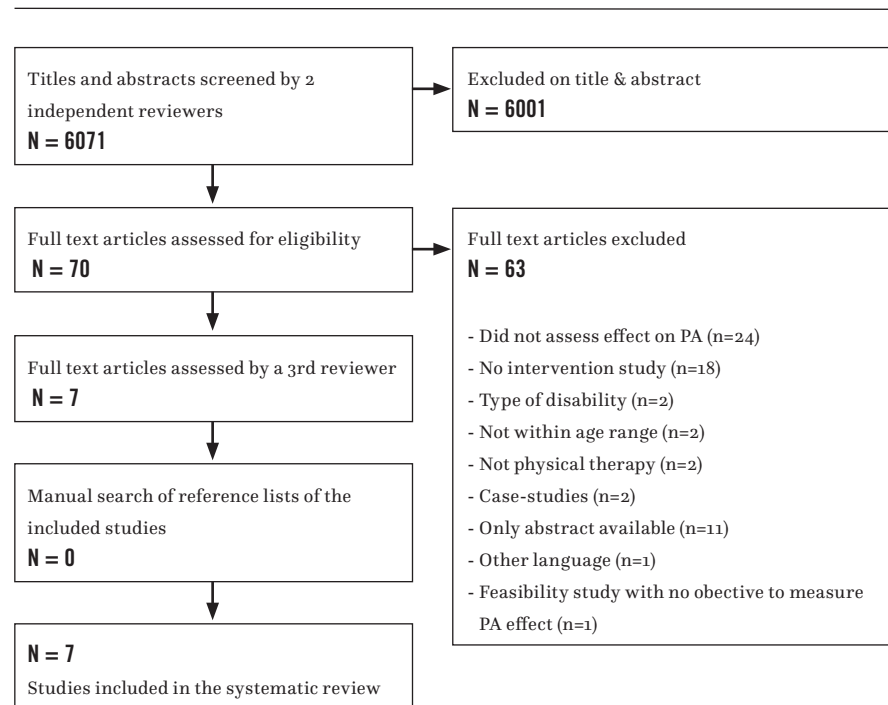 Titles and abstracts screened by 2
independent reviewers
N = 6071
Excluded on title & abstract
N = 6001
Full text articles assessed for eligibility
N = 70
Full text articles excluded
N = 63
- Did not assess effect on PA (n=24)
- No intervention study (n=18)
- Type of disability (n=2)
- Not within age range (n=2)
- Not physical therapy (n=2)
- Case-studies (n=2)
- Only abstract available (n=11)
- Other language (n=1)
- Feasibility study with no obective to measure
PA effect (n=1)
Full text articles assessed by a 3rd reviewer
N = 7
Manual search of reference lists of the
included studies
N = 0
N = 7
Studies included in the systematic review